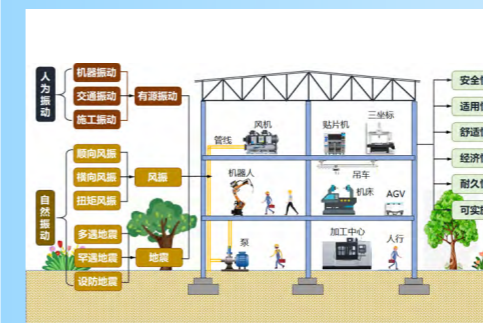 人为振动
机器振动
交通振动
施工振动
有源振动
自然振动
顺向风振
横向风振
扭矩风振
风振
多遇地震
罕遇地震
设防地震
地震
管线
风机
贴片机
三坐标
机器人
吊车
机床
AGV
泵
加工中心
人行
安全
适用
舒适
经济
耐久
可实